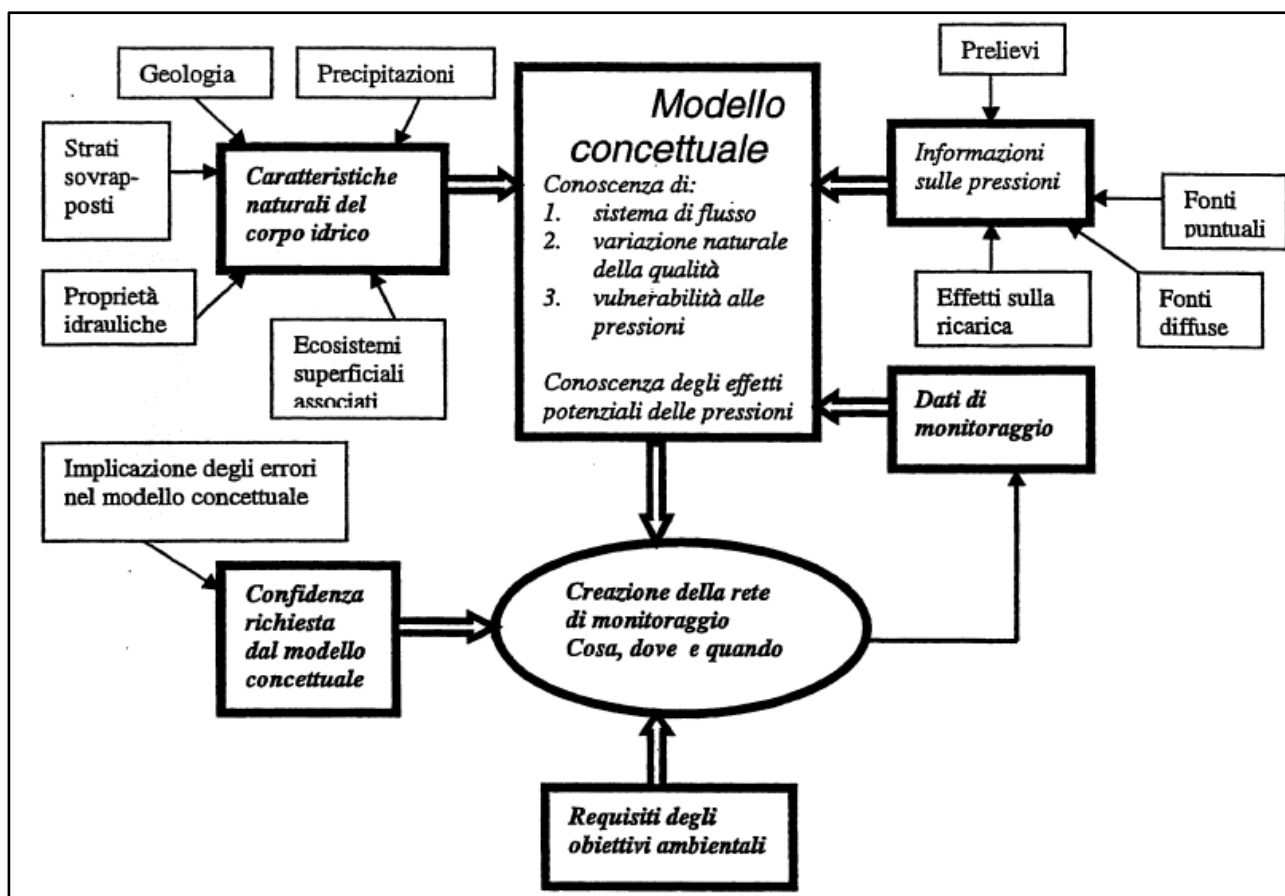 Geologia
Precipitazioni
Strati
sovrap-
posti
Caratteristiche
naturali del
corpo idrico
Proprietà
idrauliche
Ecosistemi
superficiali
associati
Modello
concettuale
Conoscenza di:
1. sistema di flusso
2. variazione naturale
della qualità
3. vulnerabilità alle
pressioni
Conoscenza degli effetti
potenziali delle pressioni
Prelievi
Informazioni
sulle pressioni
Fonti
puntuali
Effetti sulla
ricarica
Fonti
diffuse
Dati di
monitoraggio
Implicazione degli errori
nel modello concettuale
Confidenza
richiesta
dal modello
concettuale
Creazione della rete
di monitoraggio
Cosa, dove e quando
Requisiti degli
obiettivi ambientali